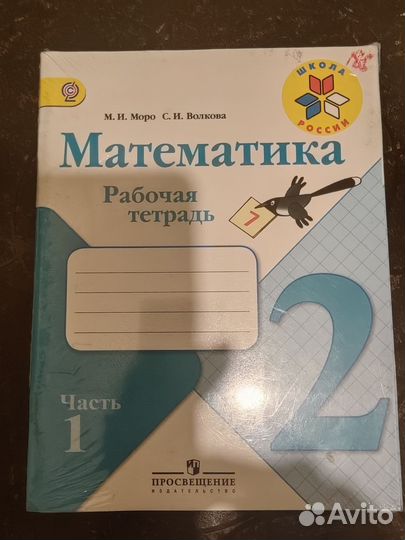 ШКОЛА
РОССИИ
М. И. Моро С. И. Волкова
Математика
Рабочая
тетрадь
7
2
Часть
1
ПРОСВЕЩЕНИЕ
ИЗДАТЕЛЬСТВО
Avito